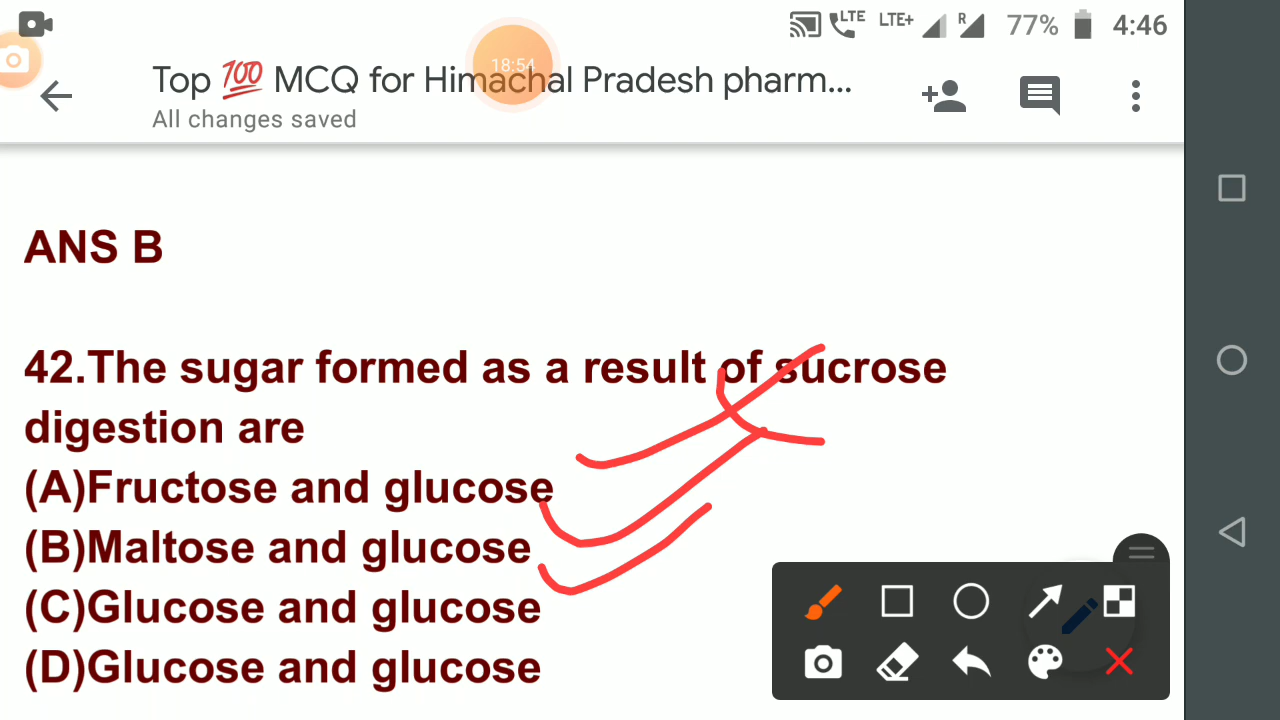 LTE LTE+ R 77% 4:46
18:54
Top 💯 MCQ for Himachal Pradesh pharm...
All changes saved
ANS B
42.The sugar formed as a result of sucrose
digestion are
(A)Fructose and glucose
(B)Maltose and glucose
(C)Glucose and glucose
(D)Glucose and glucose